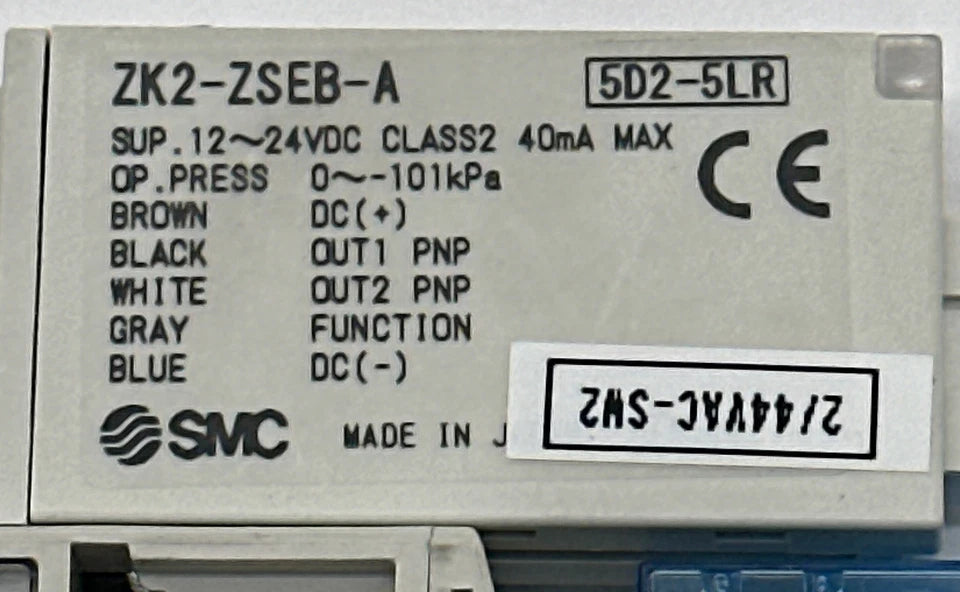 ZK2-ZSEB-A 5D2-5LR
SUP.12～24VDC CLASS2 40mA MAX
OP.PRESS 0～-101kPa
BROWN DC(+)
BLACK OUT1 PNP
WHITE OUT2 PNP
GRAY FUNCTION
BLUE DC(-)
CE
2/44VAC-SW2
SMC MADE IN J